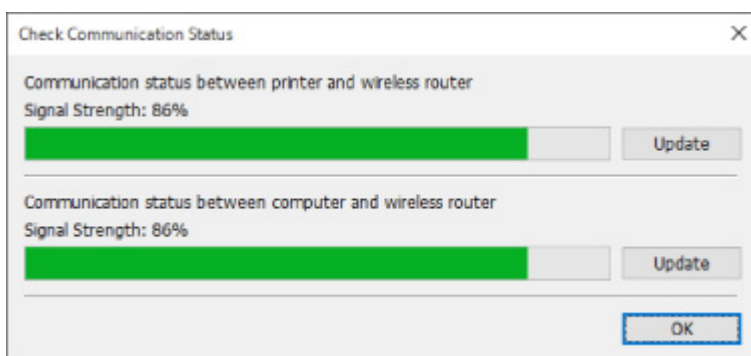 Check Communication Status
Communication status between printer and wireless router
Signal Strength: 86%
Update
Communication status between computer and wireless router
Signal Strength: 86%
Update
OK